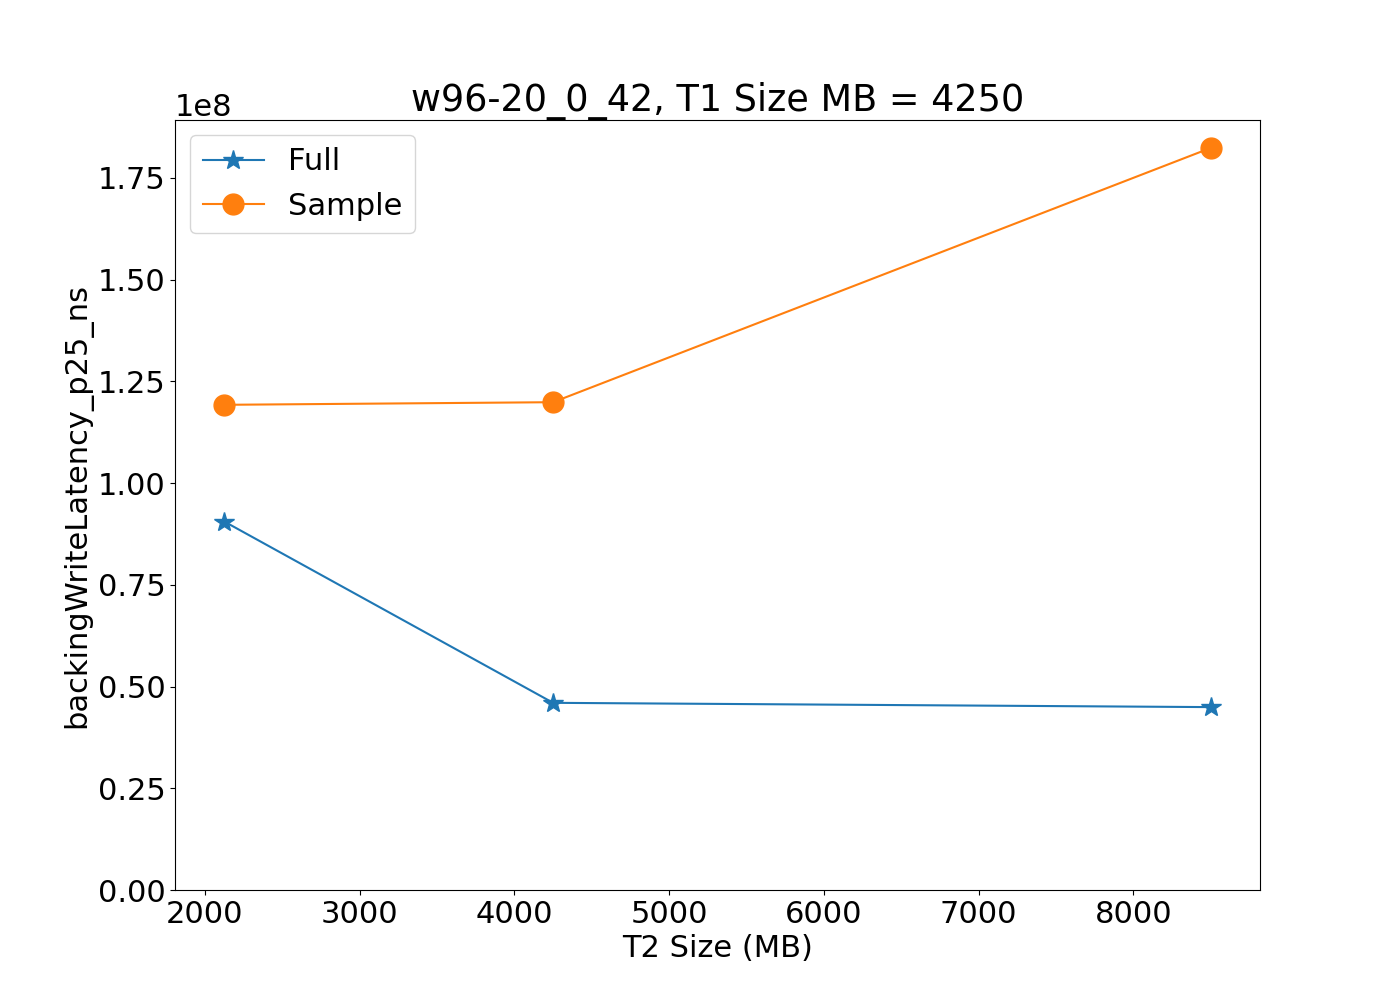 w96-20_0_42, T1 Size MB = 4250
1e8
Full
Sample
1.75
1.50
1.25
1.00
0.75
0.50
0.25
0.00
backingWriteLatency_p25_ns
2000 3000 4000 5000 6000 7000 8000
T2 Size (MB)